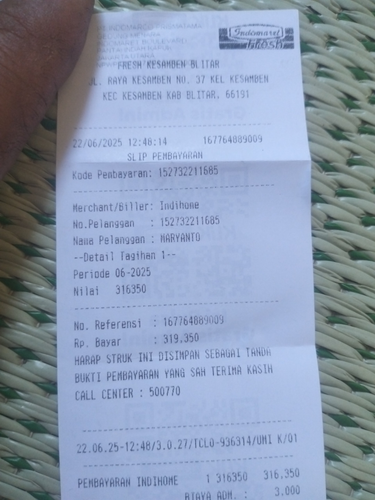 Indomaret
fresh
FRESH KESAMBEN BLITAR
JL. RAYA KESAMBEN NO. 37 KEL KESAMBEN
KEC KESAMBEN KAB BLITAR, 66191
22/06/2025 12:48:14 167764889009
SLIP PEMBAYARAN
Kode Pembayaran: 152732211685
Merchant/Biller: Indihome
No.Pelanggan : 152732211685
Nama Pelanggan : HARYANTO
--Detail Tagihan 1--
Periode 06-2025
Nilai 316350
No. Referensi : 167764889009
Rp. Bayar : 319.350
HARAP STRUK INI DISIMPAN SEBAGAI TANDA
BUKTI PEMBAYARAN YANG SAH TERIMA KASIH
CALL CENTER : 500770
22.06.25-12:48/3.0.27/TCLO-936314/UMI K/01
PEMBAYARAN INDIHOME 1 316350 316.350
BIAYA ADM. : 3.000